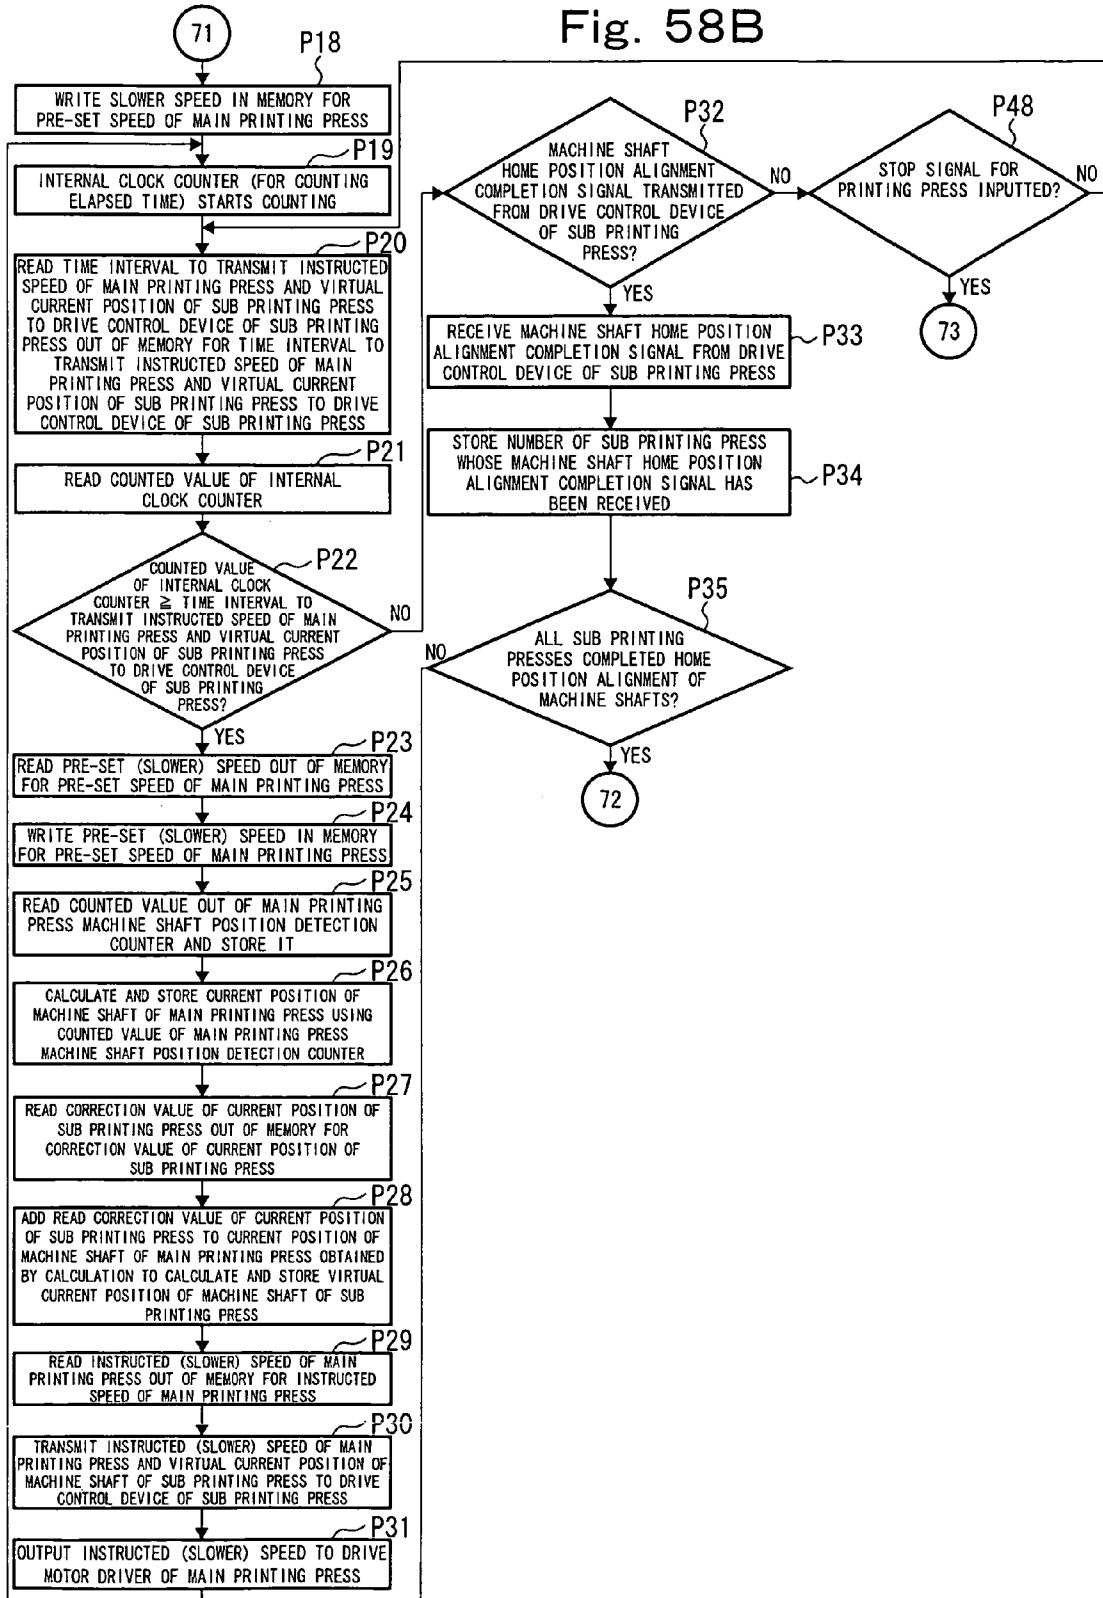 Fig. 58B
71
P18
WRITE SLOWER SPEED IN MEMORY FOR
PRE-SET SPEED OF MAIN PRINTING PRESS
P19
INTERNAL CLOCK COUNTER (FOR COUNTING
ELAPSED TIME) STARTS COUNTING
P20
READ TIME INTERVAL TO TRANSMIT INSTRUCTED
SPEED OF MAIN PRINTING PRESS AND VIRTUAL
CURRENT POSITION OF SUB PRINTING PRESS
TO DRIVE CONTROL DEVICE OF SUB PRINTING
PRESS OUT OF MEMORY FOR TIME INTERVAL TO
TRANSMIT INSTRUCTED SPEED OF MAIN
PRINTING PRESS AND VIRTUAL CURRENT
POSITION OF SUB PRINTING PRESS TO DRIVE
CONTROL DEVICE OF SUB PRINTING PRESS
P21
READ COUNTED VALUE OF INTERNAL
CLOCK COUNTER
P22
COUNTED VALUE
OF INTERNAL CLOCK
COUNTER ≧ TIME INTERVAL TO
TRANSMIT INSTRUCTED SPEED OF MAIN
PRINTING PRESS AND VIRTUAL CURRENT
POSITION OF SUB PRINTING PRESS
TO DRIVE CONTROL DEVICE
OF SUB PRINTING
PRESS?
NO
YES
P23
READ PRE-SET (SLOWER) SPEED OUT OF MEMORY
FOR PRE-SET SPEED OF MAIN PRINTING PRESS
P24
WRITE PRE-SET (SLOWER) SPEED IN MEMORY
FOR PRE-SET SPEED OF MAIN PRINTING PRESS
P25
READ COUNTED VALUE OUT OF MAIN PRINTING
PRESS MACHINE SHAFT POSITION DETECTION
COUNTER AND STORE IT
P26
CALCULATE AND STORE CURRENT POSITION OF
MACHINE SHAFT OF MAIN PRINTING PRESS USING
COUNTED VALUE OF MAIN PRINTING PRESS
MACHINE SHAFT POSITION DETECTION COUNTER
P27
READ CORRECTION VALUE OF CURRENT POSITION OF
SUB PRINTING PRESS OUT OF MEMORY FOR
CORRECTION VALUE OF CURRENT POSITION OF
SUB PRINTING PRESS
P28
ADD READ CORRECTION VALUE OF CURRENT POSITION
OF SUB PRINTING PRESS TO CURRENT POSITION OF
MACHINE SHAFT OF MAIN PRINTING PRESS OBTAINED
BY CALCULATION TO CALCULATE AND STORE VIRTUAL
CURRENT POSITION OF MACHINE SHAFT OF SUB
PRINTING PRESS
P29
READ INSTRUCTED (SLOWER) SPEED OF MAIN
PRINTING PRESS OUT OF MEMORY FOR INSTRUCTED
SPEED OF MAIN PRINTING PRESS
P30
TRANSMIT INSTRUCTED (SLOWER) SPEED OF MAIN
PRINTING PRESS AND VIRTUAL CURRENT POSITION OF
MACHINE SHAFT OF SUB PRINTING PRESS TO DRIVE
CONTROL DEVICE OF SUB PRINTING PRESS
P31
OUTPUT INSTRUCTED (SLOWER) SPEED TO DRIVE
MOTOR DRIVER OF MAIN PRINTING PRESS
P32
MACHINE SHAFT
HOME POSITION ALIGNMENT
COMPLETION SIGNAL TRANSMITTED
FROM DRIVE CONTROL DEVICE
OF SUB PRINTING
PRESS?
NO
YES
P33
RECEIVE MACHINE SHAFT HOME POSITION
ALIGNMENT COMPLETION SIGNAL FROM DRIVE
CONTROL DEVICE OF SUB PRINTING PRESS
P34
STORE NUMBER OF SUB PRINTING PRESS
WHOSE MACHINE SHAFT HOME POSITION
ALIGNMENT COMPLETION SIGNAL HAS
BEEN RECEIVED
P35
ALL SUB PRINTING
PRESSES COMPLETED HOME
POSITION ALIGNMENT OF
MACHINE SHAFTS?
NO
YES
72
P48
STOP SIGNAL FOR
PRINTING PRESS INPUTTED?
NO
YES
73